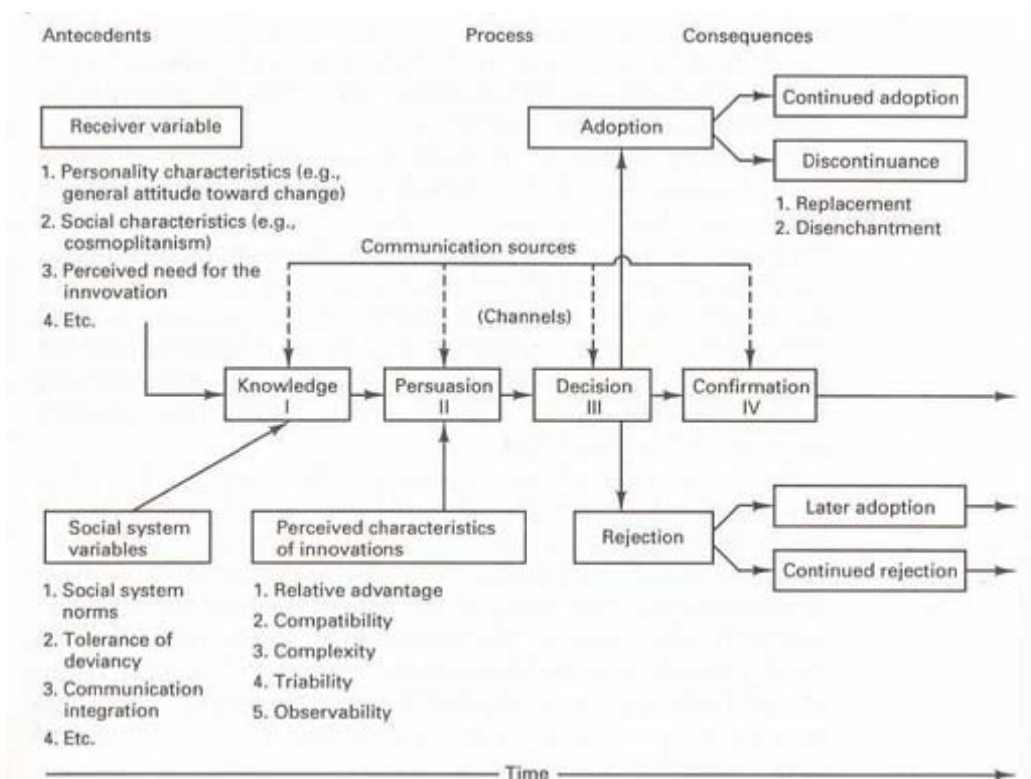 Antecedents
Process
Consequences
Receiver variable
1. Personality characteristics (e.g.,
general attitude toward change)
2. Social characteristics (e.g.,
cosmoplitanism)
3. Perceived need for the
innvovation
4. Etc.
Adoption
Continued adoption
Discontinuance
1. Replacement
2. Disenchantment
Communication sources
(Channels)
Knowledge
I
Persuasion
II
Decision
III
Confirmation
IV
Social system
variables
1. Social system
norms
2. Tolerance of
deviancy
3. Communication
integration
4. Etc.
Perceived characteristics
of innovations
1. Relative advantage
2. Compatibility
3. Complexity
4. Triability
5. Observability
Rejection
Later adoption
Continued rejection
Time